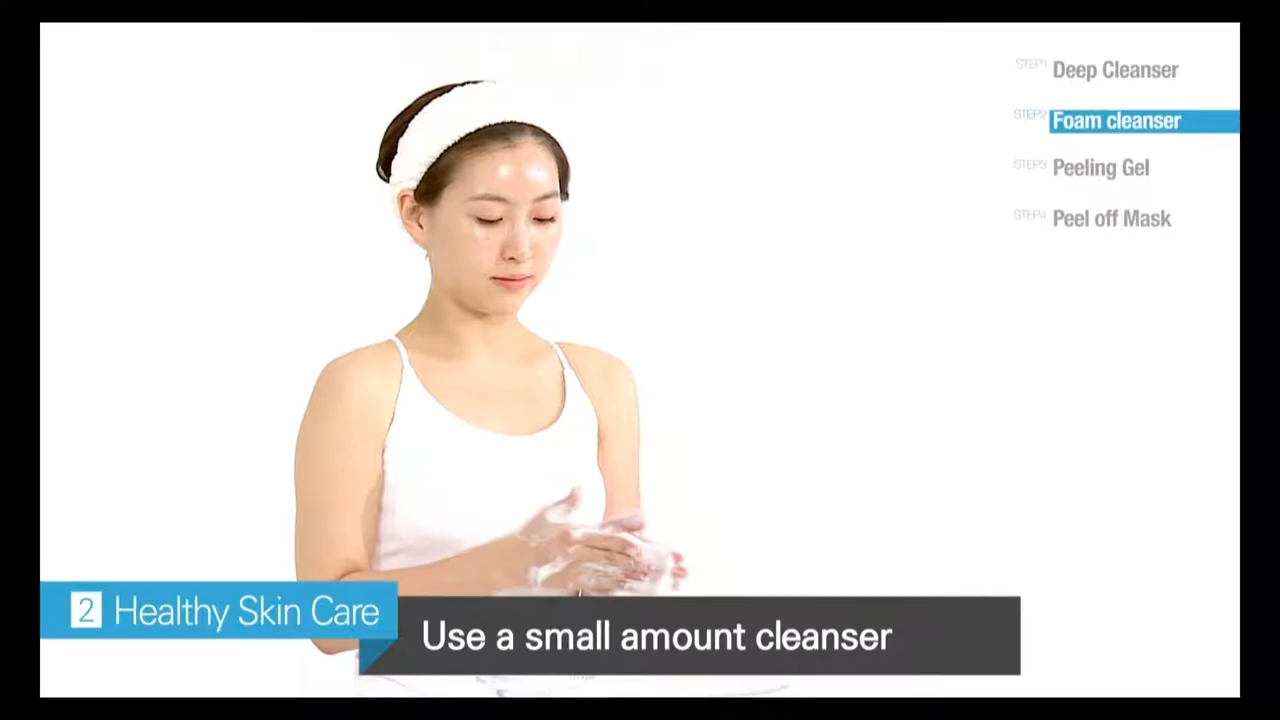 STEP1 Deep Cleanser
STEP2 Foam cleanser
STEP3 Peeling Gel
STEP4 Peel off Mask
2 Healthy Skin Care
Use a small amount cleanser